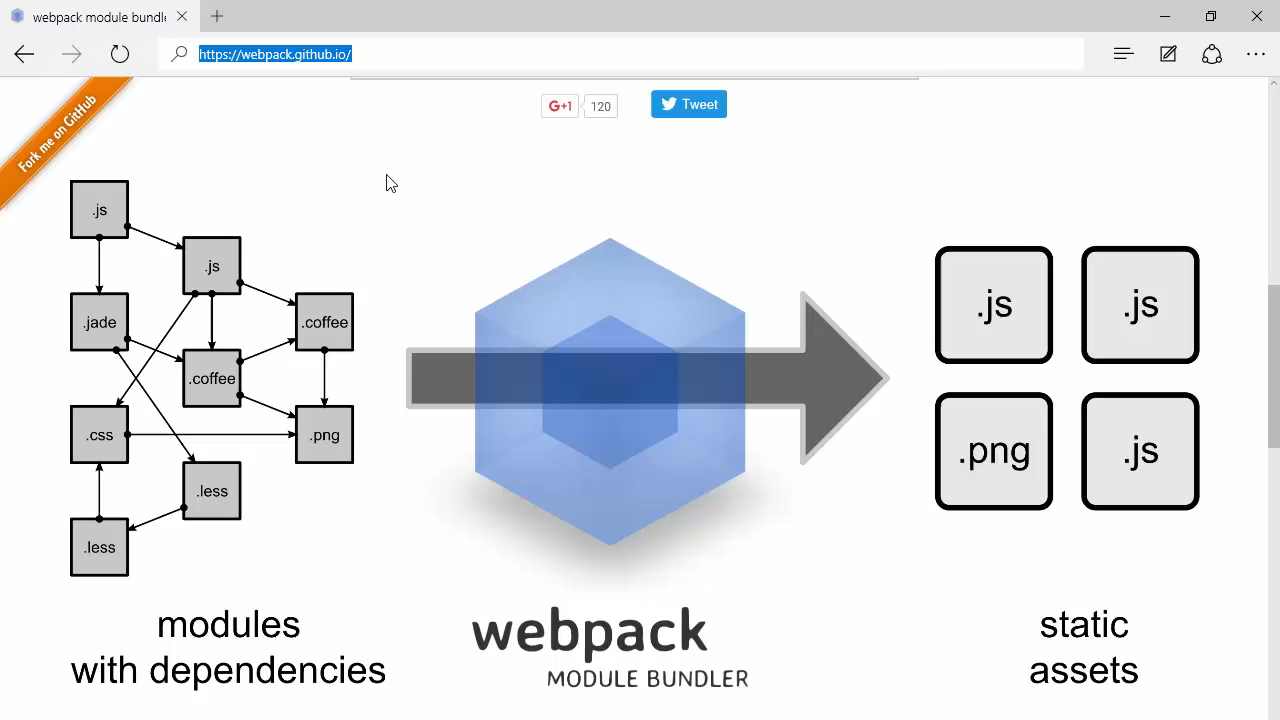 webpack module bundle
https://webpack.github.io/
G+1
120
Tweet
Fork me on GitHub
.js
.js
.jade
.coffee
.coffee
.css
.png
.less
.less
.js
.js
.png
.js
modules
with dependencies
webpack
MODULE BUNDLER
static
assets